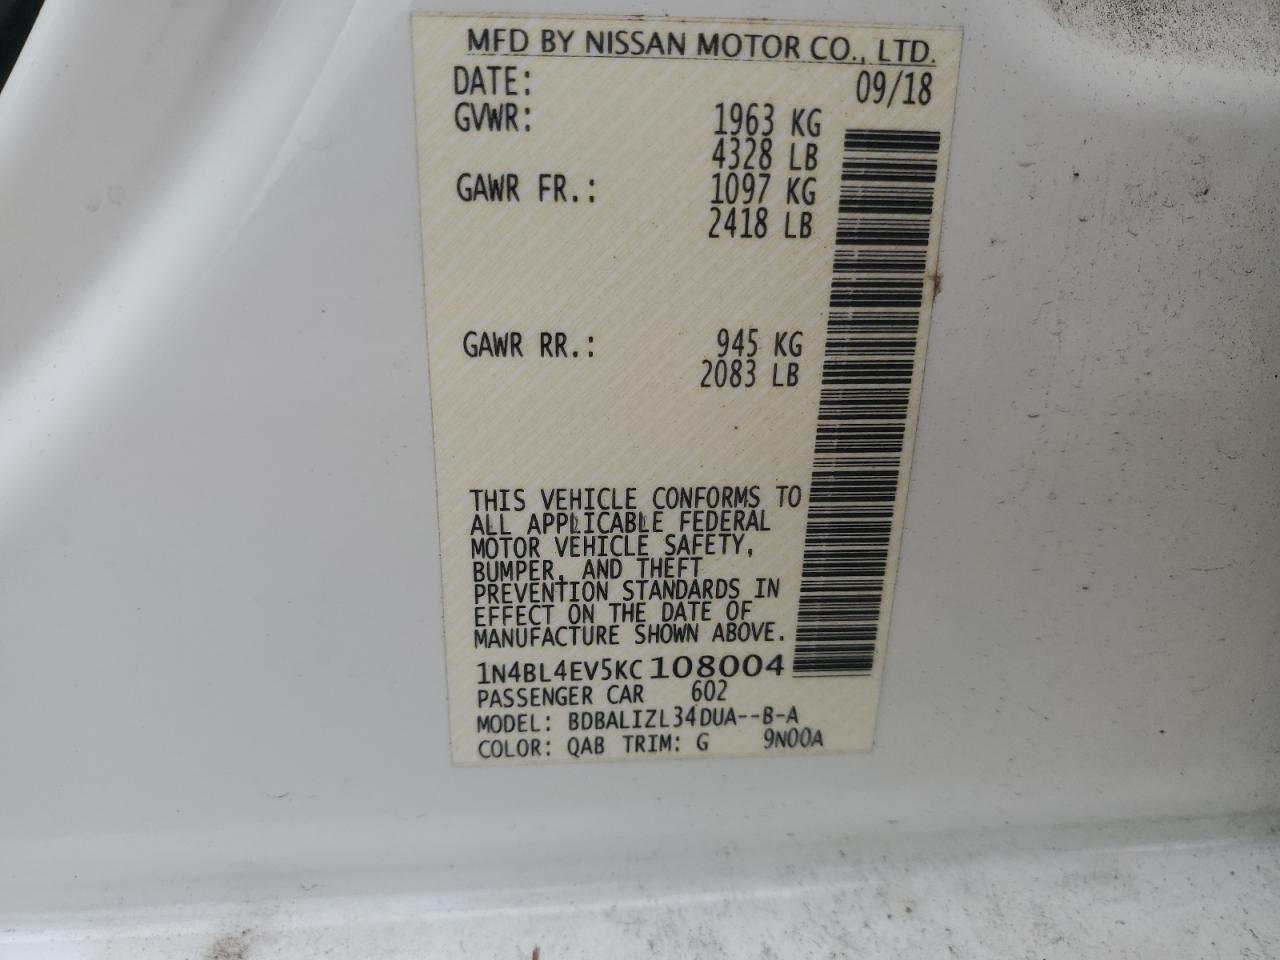 MFD BY NISSAN MOTOR CO., LTD.
DATE: 09/18
GVWR: 1963 KG
4328 LB
GAWR FR.: 1097 KG
2418 LB
GAWR RR.: 945 KG
2083 LB
THIS VEHICLE CONFORMS TO
ALL APPLICABLE FEDERAL
MOTOR VEHICLE SAFETY,
BUMPER, AND THEFT
PREVENTION STANDARDS IN
EFFECT ON THE DATE OF
MANUFACTURE SHOWN ABOVE.
1N4BL4EV5KC108004
PASSENGER CAR 602
MODEL: BDBALIZL34DUA--B-A
COLOR: QAB TRIM: G 9N00A